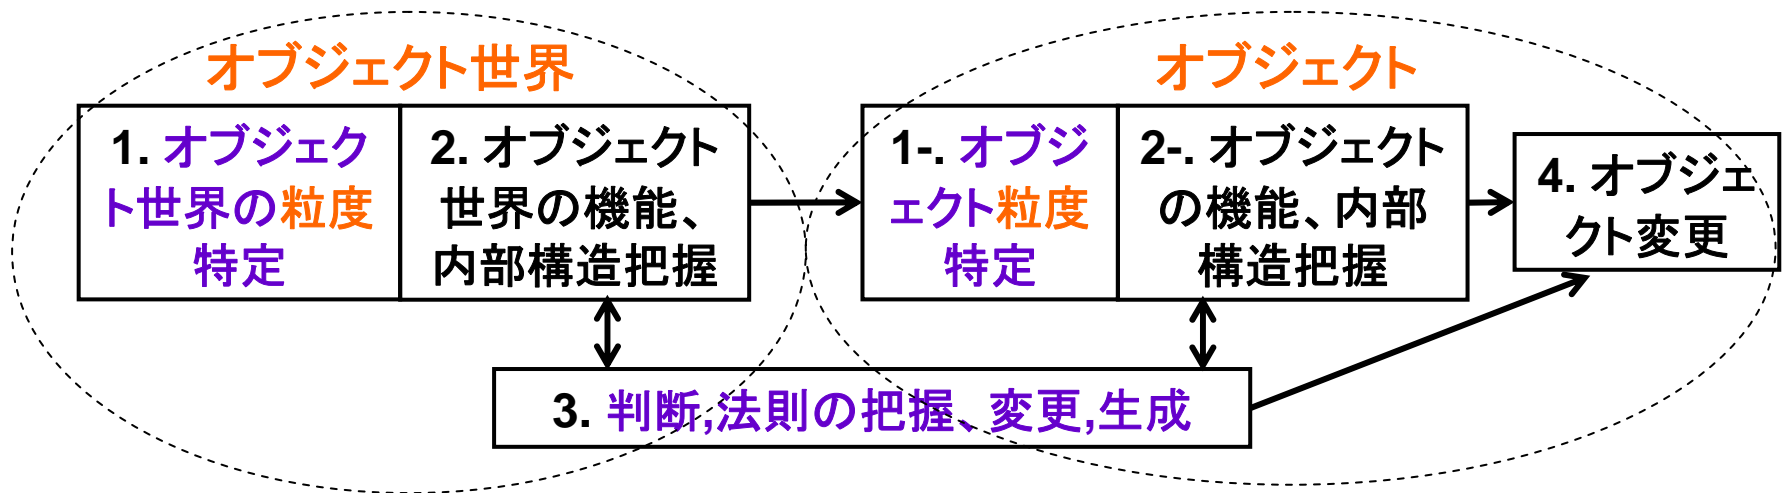 オブジェクト世界
オブジェクト
1. オブジェク
ト世界の粒度
特定
2. オブジェクト
世界の機能、
内部構造把握
1-. オブジ
ェクト粒度
特定
2-. オブジェクト
の機能、内部
構造把握
4. オブジェ
クト変更
3. 判断,法則の把握、変更,生成